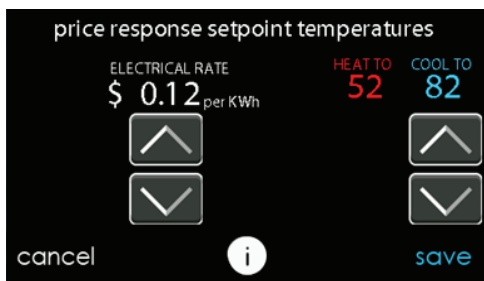 price response setpoint temperatures
ELECTRICAL RATE
$ 0.12 per KWh
HEAT TO
52
COOL TO
82
cancel
i
save